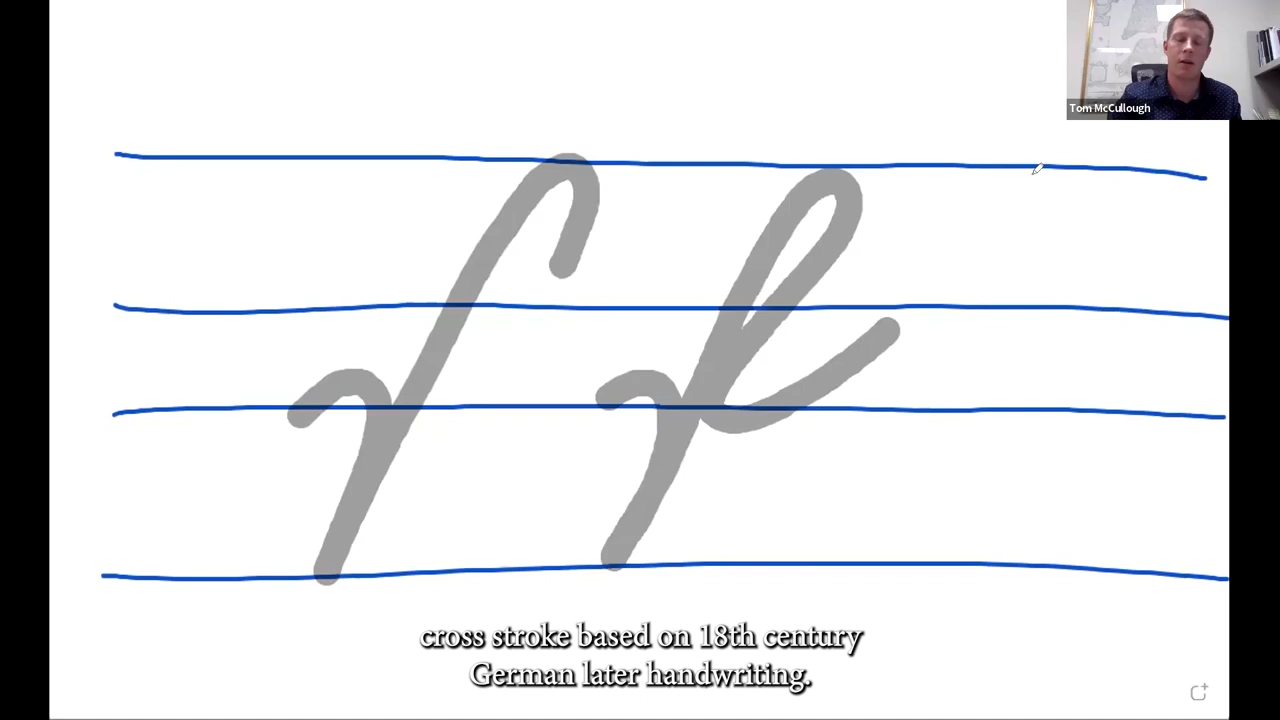 Tom McCullough
cross stroke based on 18th century
German later handwriting.